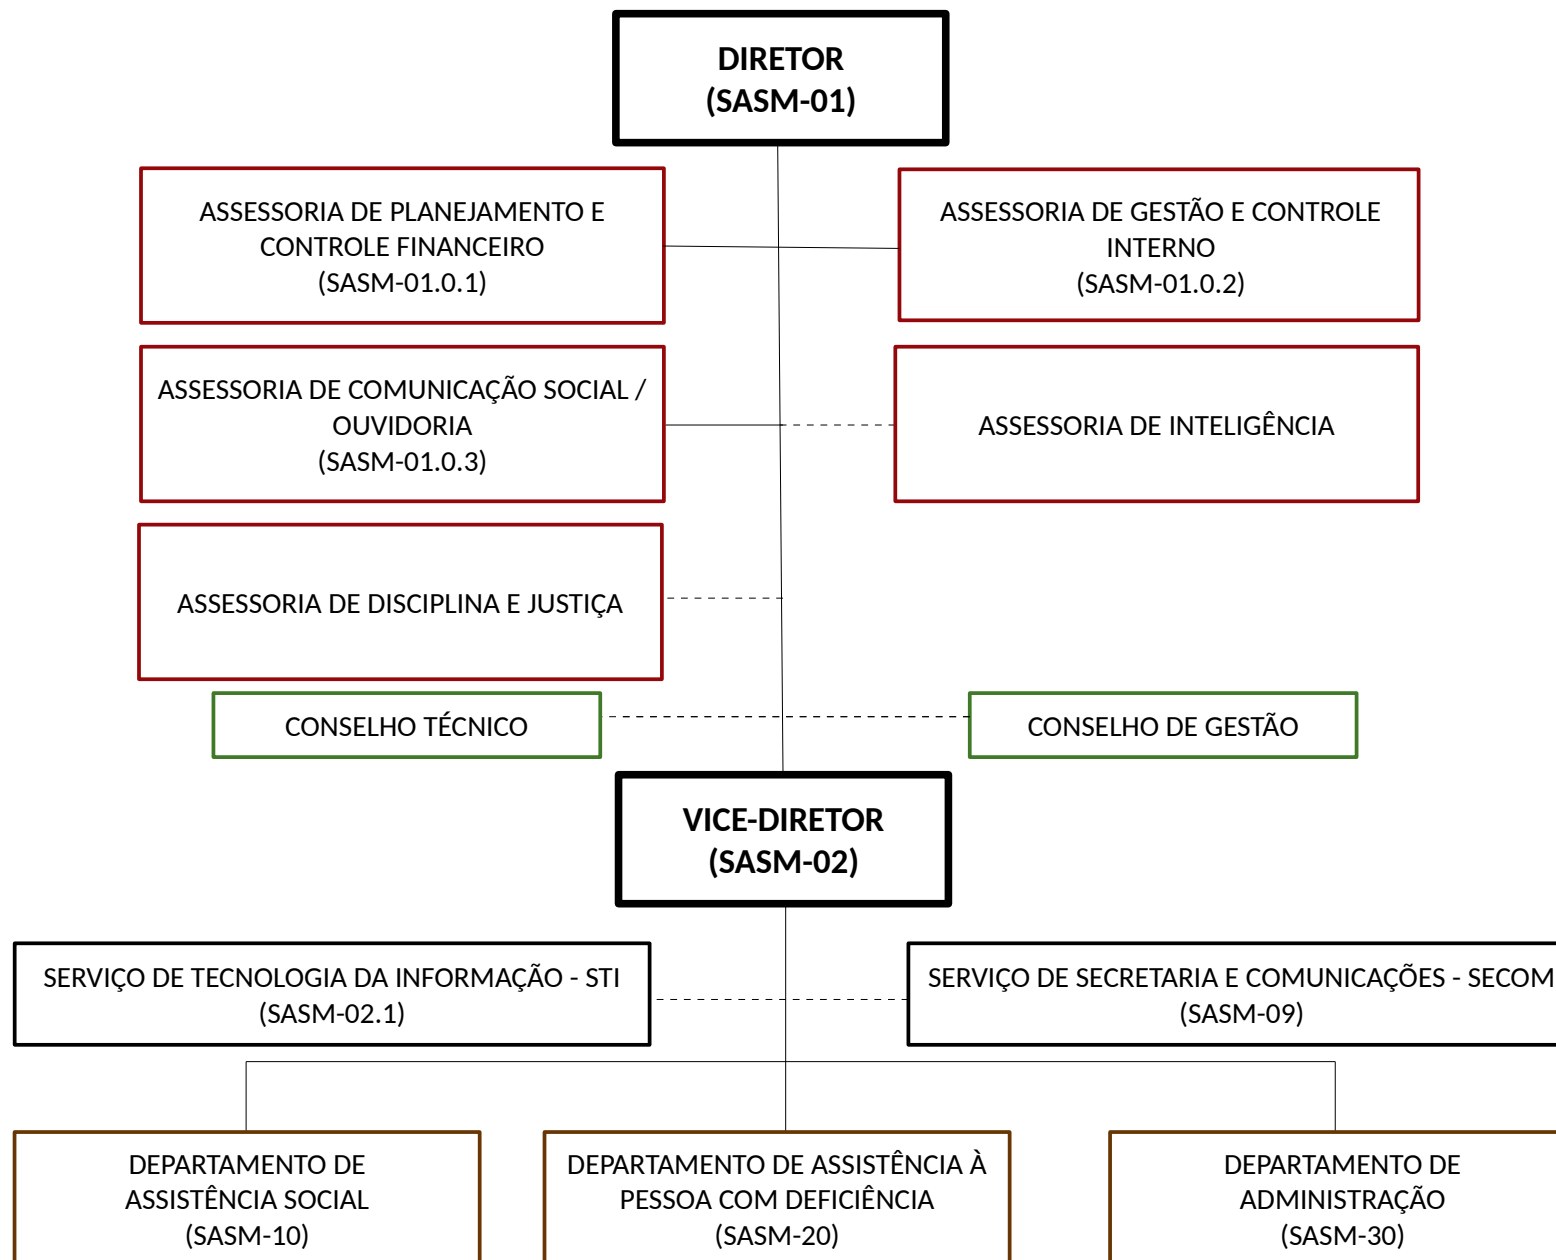 DIRETOR
(SASM-01)
ASSESSORIA DE PLANEJAMENTO E
CONTROLE FINANCEIRO
(SASM-01.0.1)
ASSESSORIA DE GESTÃO E CONTROLE
INTERNO
(SASM-01.0.2)
ASSESSORIA DE COMUNICAÇÃO SOCIAL /
OUVIDORIA
(SASM-01.0.3)
ASSESSORIA DE INTELIGÊNCIA
ASSESSORIA DE DISCIPLINA E JUSTIÇA
CONSELHO TÉCNICO
CONSELHO DE GESTÃO
VICE-DIRETOR
(SASM-02)
SERVIÇO DE TECNOLOGIA DA INFORMAÇÃO - STI
(SASM-02.1)
SERVIÇO DE SECRETARIA E COMUNICAÇÕES - SECOM
(SASM-09)
DEPARTAMENTO DE
ASSISTÊNCIA SOCIAL
(SASM-10)
DEPARTAMENTO DE ASSISTÊNCIA À
PESSOA COM DEFICIÊNCIA
(SASM-20)
DEPARTAMENTO DE
ADMINISTRAÇÃO
(SASM-30)